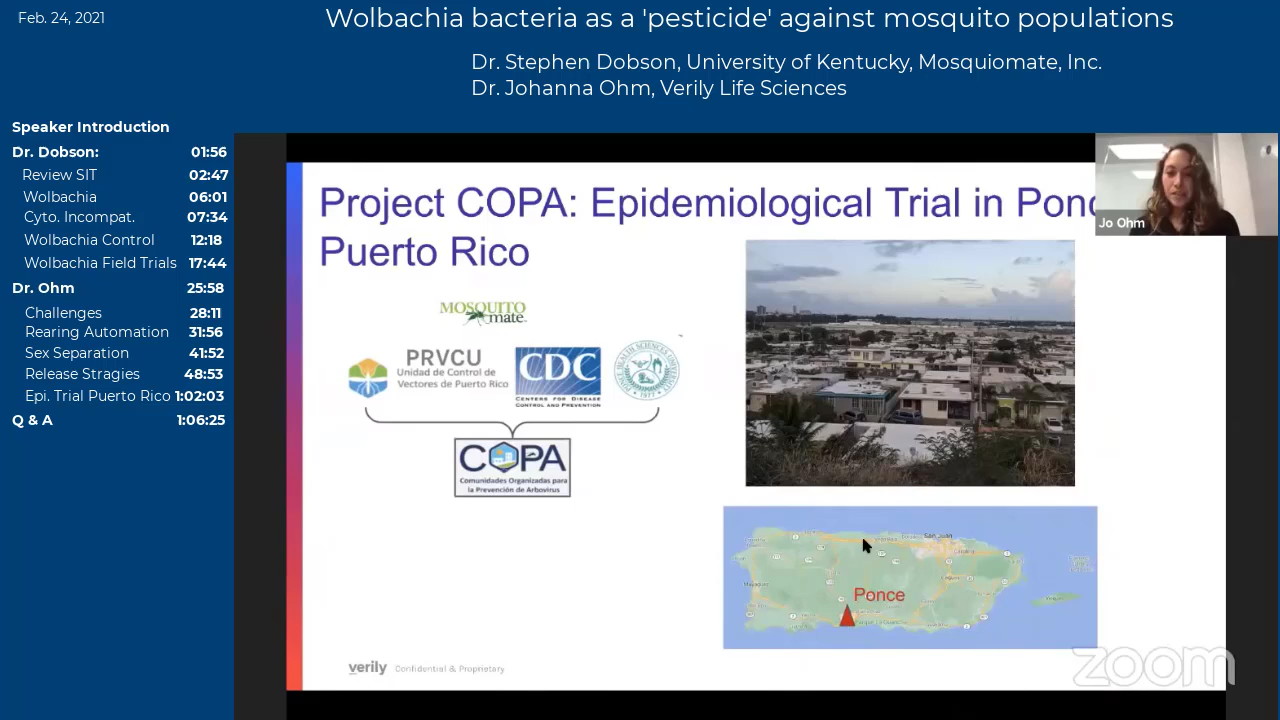 Feb. 24, 2021
Wolbachia bacteria as a 'pesticide' against mosquito populations
Dr. Stephen Dobson, University of Kentucky, Mosquiomate, Inc.
Dr. Johanna Ohm, Verily Life Sciences
Speaker Introduction
Dr. Dobson: 01:56
Review SIT 02:47
Wolbachia 06:01
Cyto. Incompat. 07:34
Wolbachia Control 12:18
Wolbachia Field Trials 17:44
Dr. Ohm 25:58
Challenges 28:11
Rearing Automation 31:56
Sex Separation 41:52
Release Stragies 48:53
Epi. Trial Puerto Rico 1:02:03
Q & A 1:06:25
Project COPA: Epidemiological Trial in Ponc
Puerto Rico
Jo Ohm
MOSQUITO
mate
PRVCU
Unidad de Control de
Vectores de Puerto Rico
CDC
CENTERS FOR DISEASE
CONTROL AND PREVENTION
1977
COPA
Comunidades Organizadas para
la Prevención de Arbovirus
San Juan
Mayagüez
Ponce
verily Confidential & Proprietary
zoom